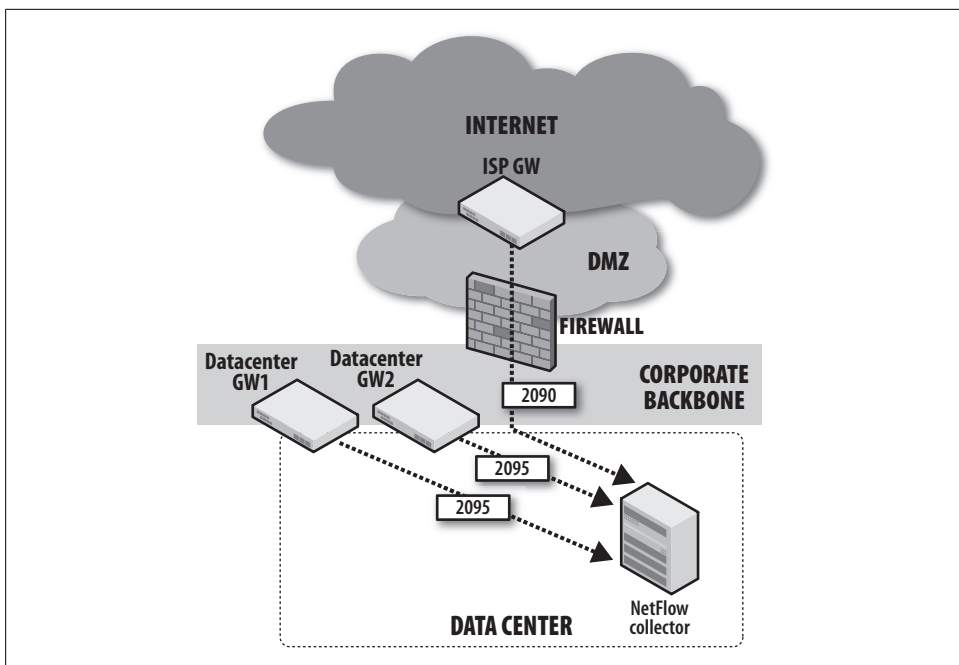 INTERNET
ISP GW
DMZ
FIREWALL
Datacenter
GW1
Datacenter
GW2
CORPORATE
BACKBONE
2090
2095
2095
NetFlow
collector
DATA CENTER